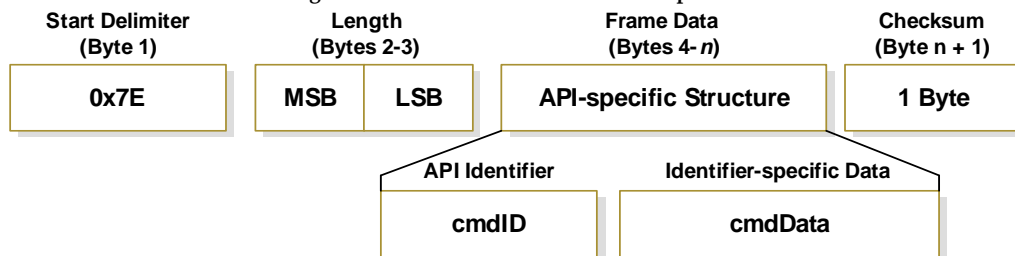 Start Delimiter Length Frame Data Checksum
(Byte 1) (Bytes 2-3) (Bytes 4-n) (Byte n + 1)
0x7E MSB LSB API-specific Structure 1 Byte
API Identifier Identifier-specific Data
cmdID cmdData